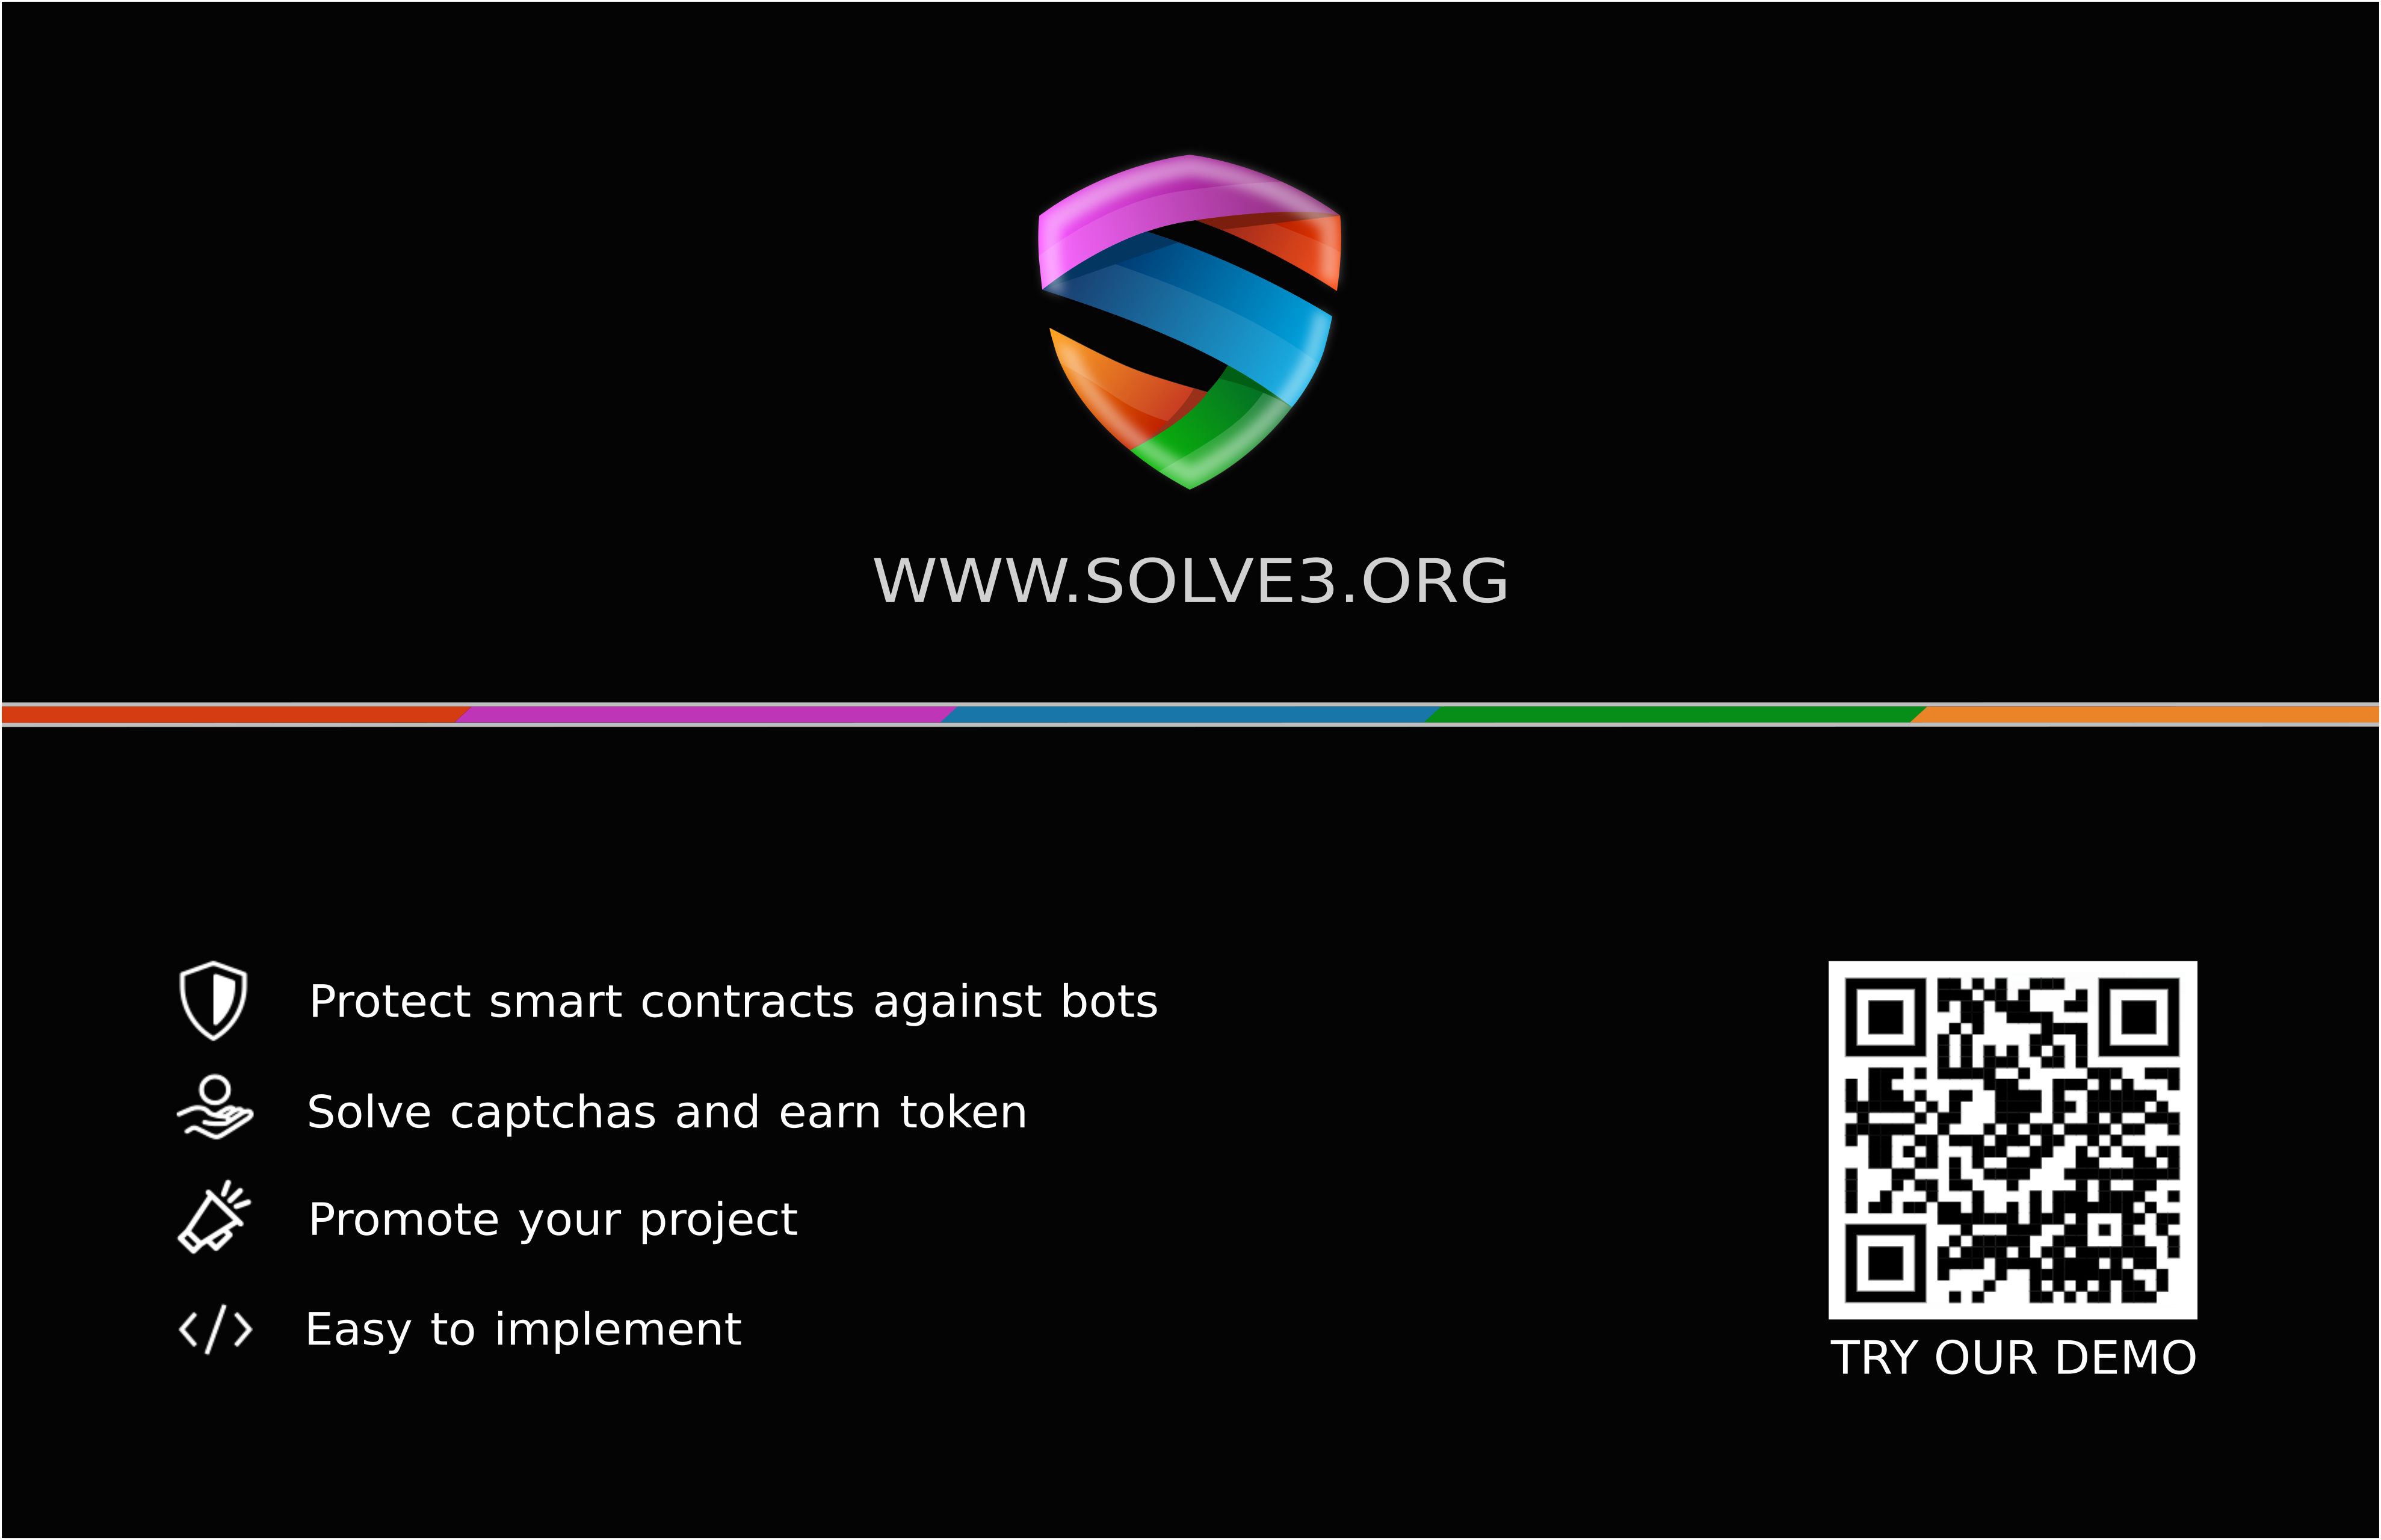 WWW.SOLVE3.ORG
Protect smart contracts against bots
Solve captchas and earn token
Promote your project
Easy to implement
TRY OUR DEMO